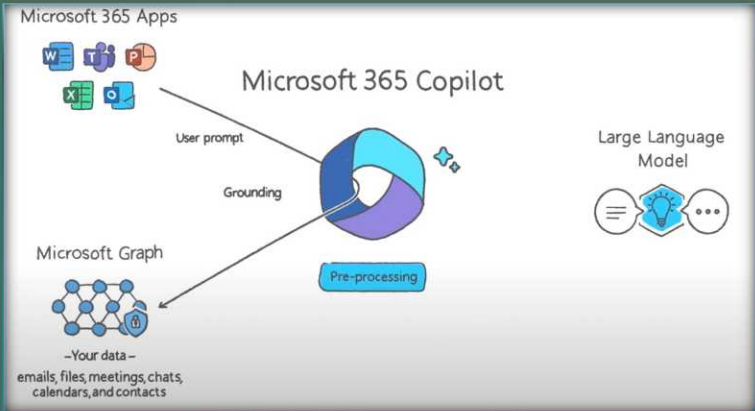 Microsoft 365 Apps
W
T
P
X
O
Microsoft 365 Copilot
User prompt
Grounding
Large Language
Model
Microsoft Graph
Pre-processing
–Your data–
emails, files, meetings, chats,
calendars, and contacts